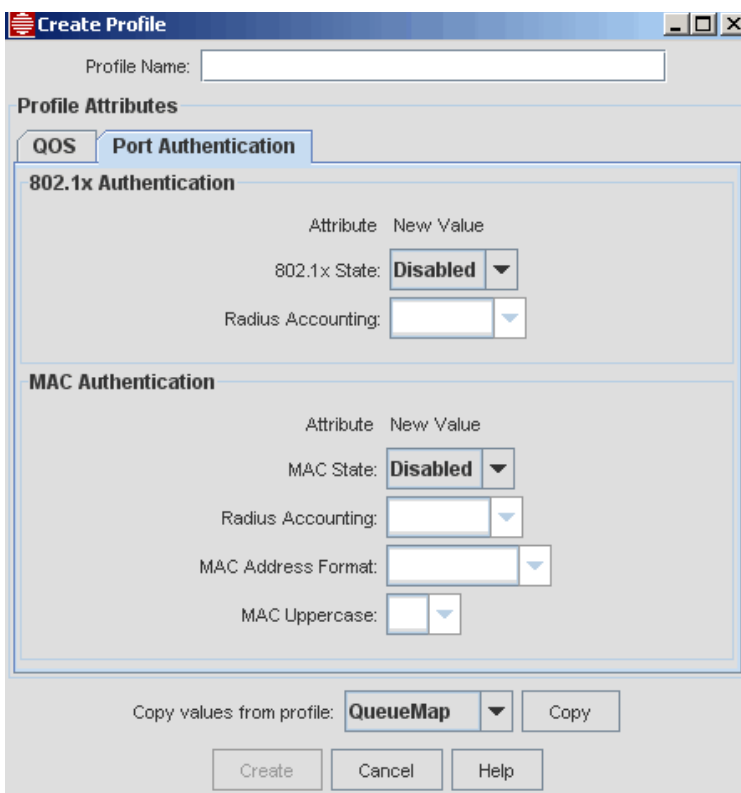 Create Profile
Profile Name:
Profile Attributes
QOS Port Authentication
802.1x Authentication
Attribute New Value
802.1x State: Disabled
Radius Accounting:
MAC Authentication
Attribute New Value
MAC State: Disabled
Radius Accounting:
MAC Address Format:
MAC Uppercase:
Copy values from profile: QueueMap Copy
Create Cancel Help